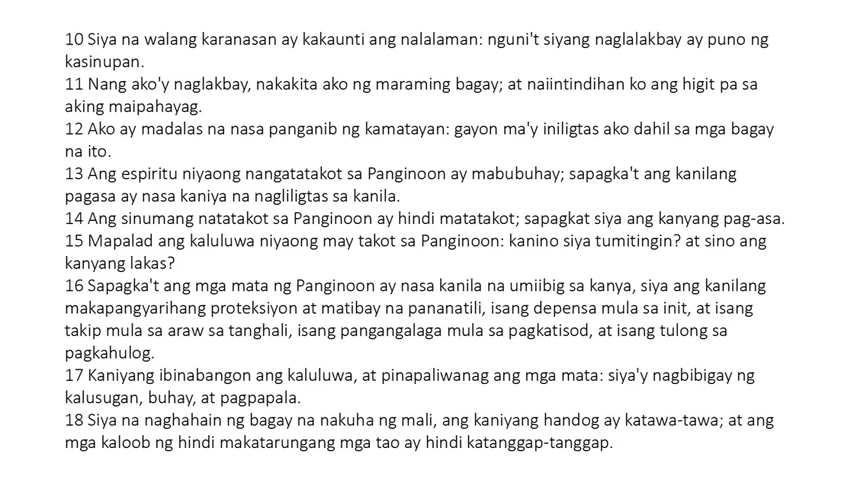 10 Siya na walang karanasan ay kakaunti ang nalalaman: nguni't siyang naglalakbay ay puno ng
kasinupan.
11 Nang ako'y naglakbay, nakakita ako ng maraming bagay; at naiintindihan ko ang higit pa sa
aking maipahayag.
12 Ako ay madalas na nasa panganib ng kamatayan: gayon ma'y iniligtas ako dahil sa mga bagay
na ito.
13 Ang espiritu niyaong nangatatakot sa Panginoon ay mabubuhay; sapagka't ang kanilang
pagasa ay nasa kaniya na nagliligtas sa kanila.
14 Ang sinumang natatakot sa Panginoon ay hindi matatakot; sapagkat siya ang kanyang pag-asa.
15 Mapalad ang kaluluwa niyaong may takot sa Panginoon: kanino siya tumitingin? at sino ang
kanyang lakas?
16 Sapagka't ang mga mata ng Panginoon ay nasa kanila na umiibig sa kanya, siya ang kanilang
makapangyarihang proteksiyon at matibay na pananatili, isang depensa mula sa init, at isang
takip mula sa araw sa tanghali, isang pangangalaga mula sa pagkatisod, at isang tulong sa
pagkahulog.
17 Kaniyang ibinabangon ang kaluluwa, at pinapaliwanag ang mga mata: siya'y nagbibigay ng
kalusugan, buhay, at pagpapala.
18 Siya na naghahain ng bagay na nakuha ng mali, ang kaniyang handog ay katawa-tawa; at ang
mga kaloob ng hindi makatarungang mga tao ay hindi katanggap-tanggap.